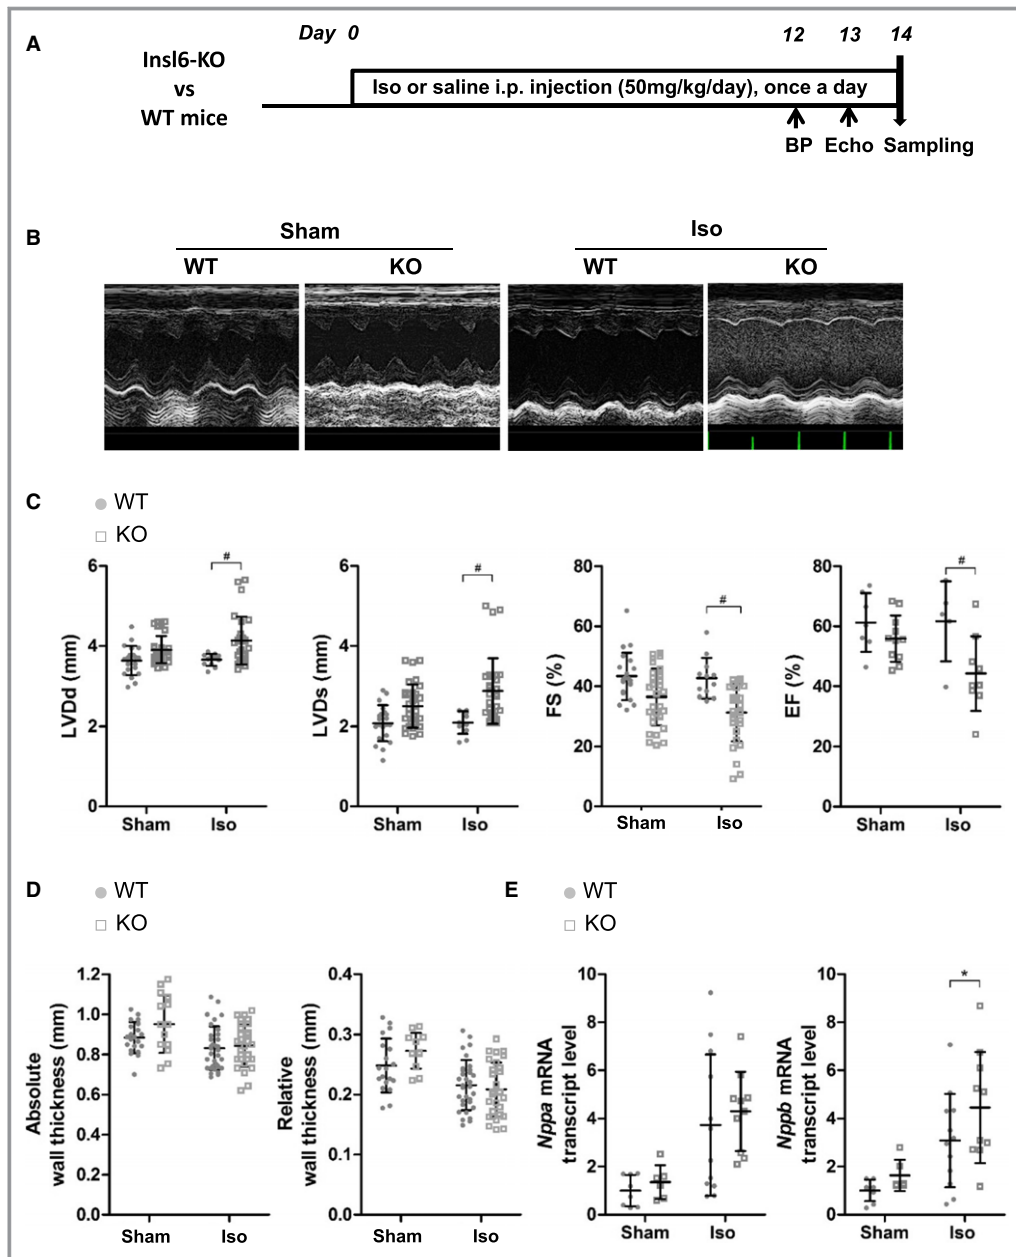 A
Day 0 12 13 14
Insl6-KO
vs
WT mice
Iso or saline i.p. injection (50mg/kg/day), once a day
BP Echo Sampling
B
Sham Iso
WT KO WT KO
C
WT
KO
LVDd (mm)
6
4
2
0
#
Sham Iso
LVDs (mm)
6
4
2
0
#
Sham Iso
FS (%)
80
60
40
20
0
#
Sham Iso
EF (%)
80
60
40
20
0
#
Sham Iso
D
WT
KO
Absolute
wall thickness (mm)
1.2
1.0
0.8
0.6
0.4
0.2
0.0
Sham Iso
Relative
wall thickness (mm)
0.4
0.3
0.2
0.1
0.0
Sham Iso
E
WT
KO
Nppa mRNA
transcript level
10
8
6
4
2
0
Sham Iso
Nppb mRNA
transcript level
10
8
6
4
2
0
*
Sham Iso